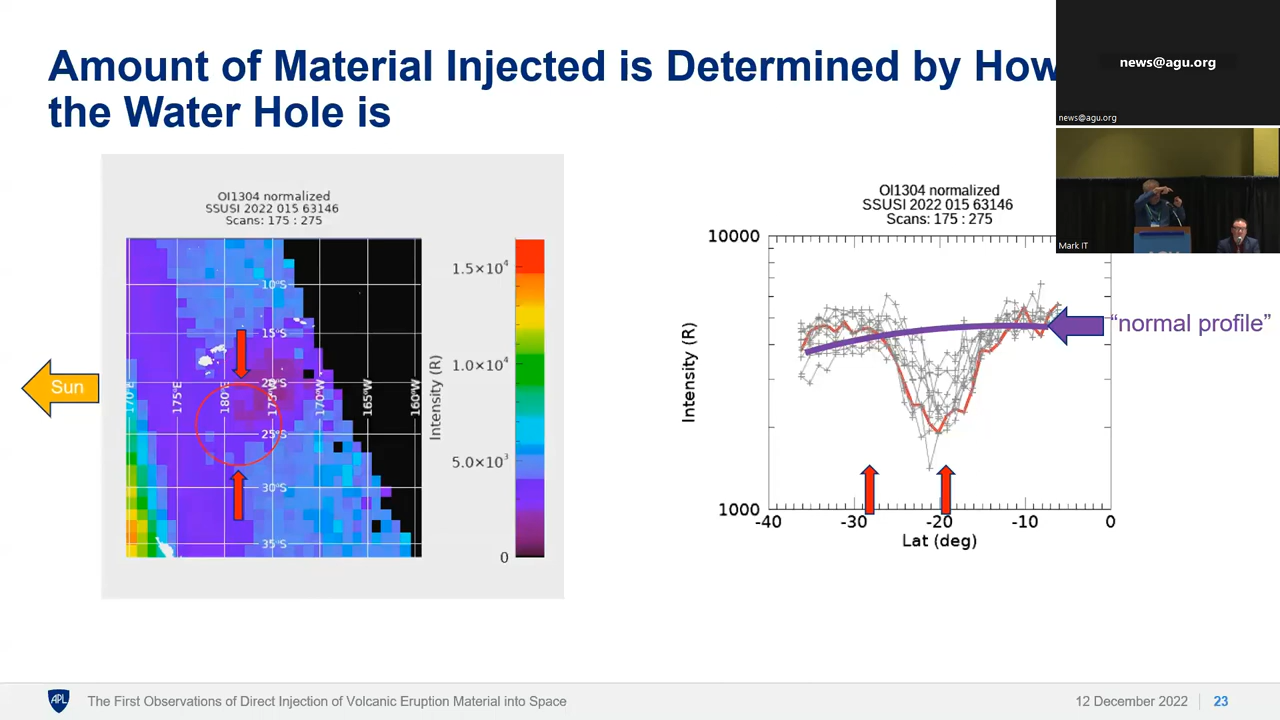 Amount of Material Injected is Determined by How
the Water Hole is
news@agu.org
news@agu.org
Mark IT
OI1304 normalized
SSUSI 2022 015 63146
Scans: 175 : 275
10°S
15°S
20°S
25°S
30°S
35°S
170°E
175°E
180°
175°W
170°W
165°W
160°W
Sun
1.5×10⁴
1.0×10⁴
5.0×10³
0
Intensity (R)
OI1304 normalized
SSUSI 2022 015 63146
Scans: 175 : 275
10000
1000
Intensity (R)
-40
-30
-20
-10
0
Lat (deg)
"normal profile"
APL
The First Observations of Direct Injection of Volcanic Eruption Material into Space
12 December 2022
23